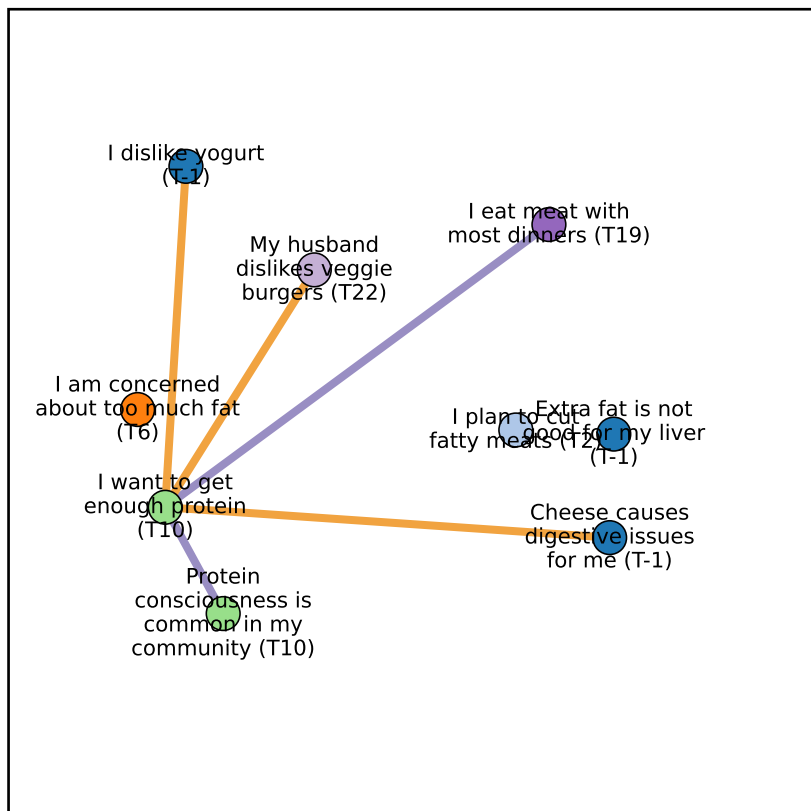 I dislike yogurt
(T-1)
I eat meat with
most dinners (T19)
My husband
dislikes veggie
burgers (T22)
I am concerned
about too much fat
(T6)
I plan to cut
fatty meats
Extra fat is not
good for my liver
(T-1)
I want to get
enough protein
(T10)
Cheese causes
digestive issues
for me (T-1)
Protein
consciousness is
common in my
community (T10)